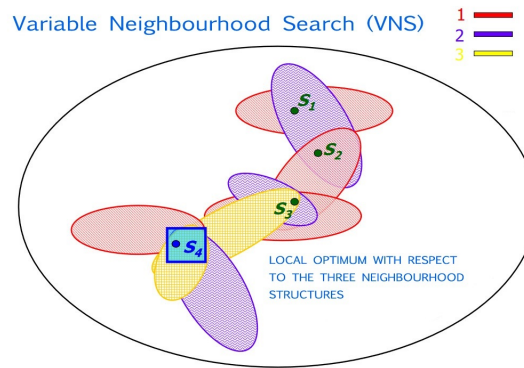 Variable Neighbourhood Search (VNS)
1
2
3
S1
S2
S3
S4
LOCAL OPTIMUM WITH RESPECT
TO THE THREE NEIGHBOURHOOD
STRUCTURES